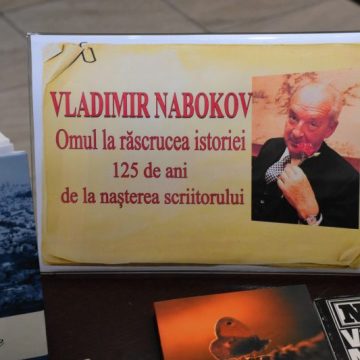 VLADIMIR NABOKOV
Omul la răscrucea istoriei
125 de ani
de la nașterea scriitorului